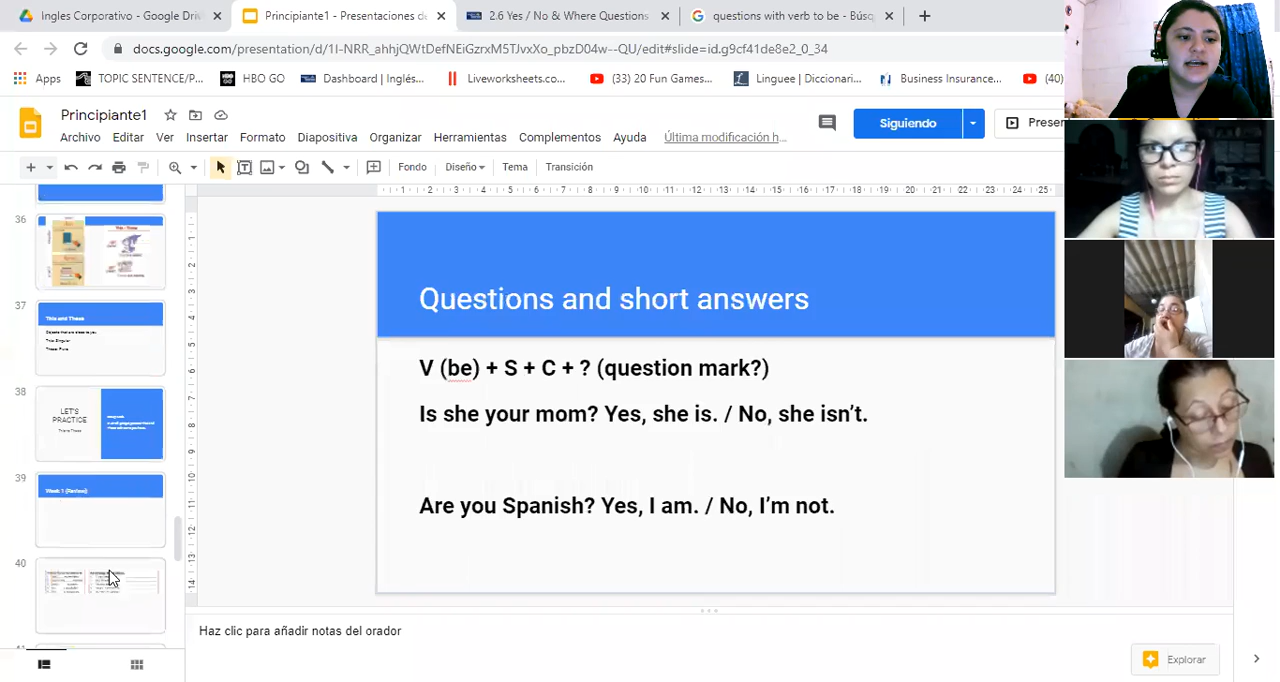 Ingles Corporativo - Google Dri
Principiante1 - Presentaciones de
2.6 Yes / No & Where Questions
questions with verb to be - Búsq
docs.google.com/presentation/d/1I-NRR_ahhjQWtDefNEiGzrxM5TJvxXo_pbzD04w--QU/edit#slide=id.g9cf41de8e2_0_34
Apps
TOPIC SENTENCE/P...
HBO GO
Dashboard | Inglés...
Liveworksheets.co...
(33) 20 Fun Games...
Linguee | Diccionari...
Business Insurance...
(40)
Principiante1
Archivo Editar Ver Insertar Formato Diapositiva Organizar Herramientas Complementos Ayuda Última modificación h...
Siguiendo
Presen
Fondo Diseño Tema Transición
36
37
This and These
38
LET'S
PRACTICE
39
Week 1 (Review)
40
Questions and short answers
V (be) + S + C + ? (question mark?)
Is she your mom? Yes, she is. / No, she isn't.
Are you Spanish? Yes, I am. / No, I'm not.
Haz clic para añadir notas del orador
Explorar